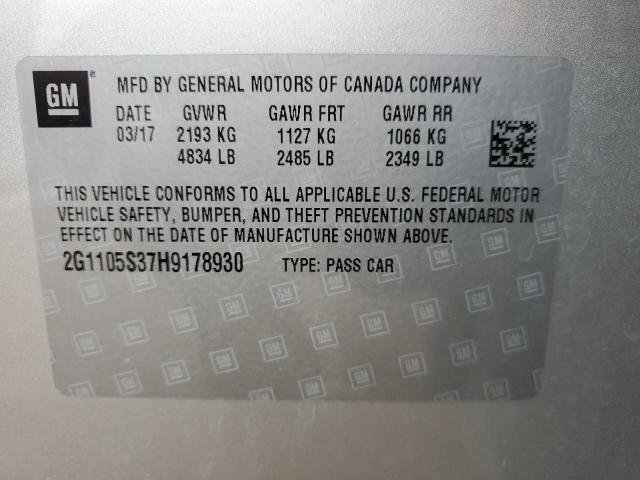 GM MFD BY GENERAL MOTORS OF CANADA COMPANY
DATE GVWR GAWR FRT GAWR RR
03/17 2193 KG 1127 KG 1066 KG
4834 LB 2485 LB 2349 LB
THIS VEHICLE CONFORMS TO ALL APPLICABLE U.S. FEDERAL MOTOR
VEHICLE SAFETY, BUMPER, AND THEFT PREVENTION STANDARDS IN
EFFECT ON THE DATE OF MANUFACTURE SHOWN ABOVE.
2G1105S37H9178930 TYPE: PASS CAR